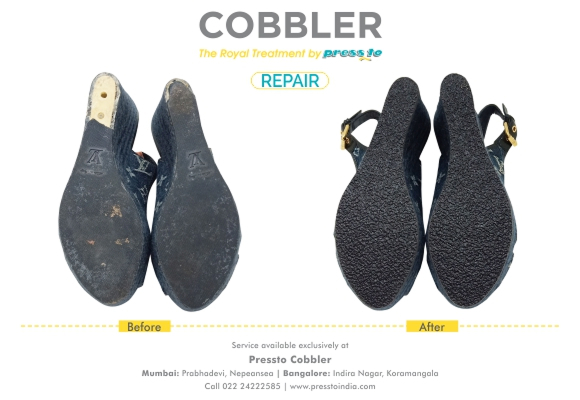 COBBLER
The Royal Treatment by pressto
REPAIR
Before
After
Service available exclusively at
Pressto Cobbler
Mumbai: Prabhadevi, Nepeansea | Bangalore: Indira Nagar, Koramangala
Call 022 24222585 | www.presstoindia.com